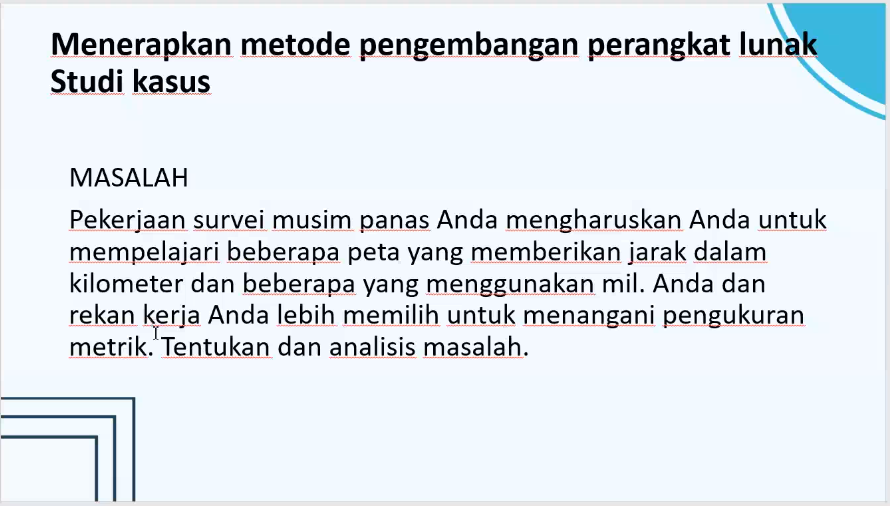 Menerapkan metode pengembangan perangkat lunak
Studi kasus
MASALAH
Pekerjaan survei musim panas Anda mengharuskan Anda untuk
mempelajari beberapa peta yang memberikan jarak dalam
kilometer dan beberapa yang menggunakan mil. Anda dan
rekan kerja Anda lebih memilih untuk menangani pengukuran
metrik. Tentukan dan analisis masalah.